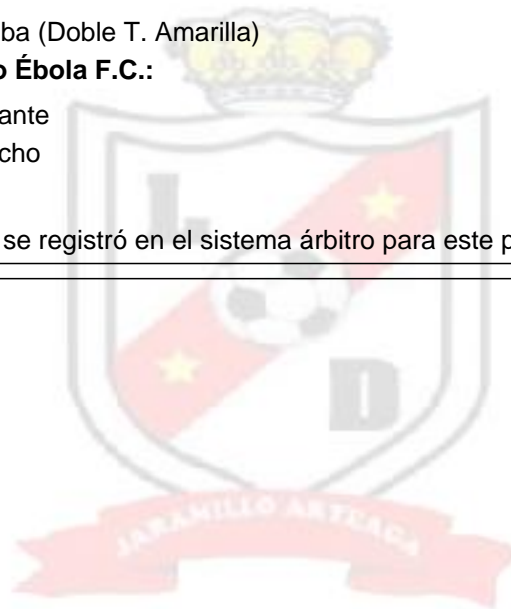 ba (Doble T. Amarilla)
o Ébola F.C.:
ante
cho
se registró en el sistema árbitro para este p
L
D
JARAMILLO ARTEAGA